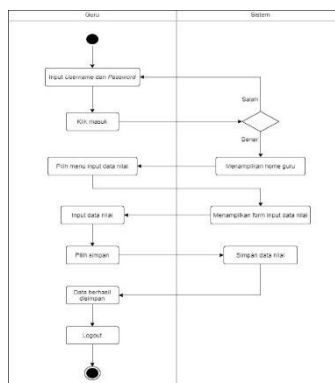 Guru
Sistem
Input Username dan Password
Salah
Klik masuk
Benar
Pilih menu input data nilai
Menampilkan home guru
Input data nilai
Menampilkan form input data nilai
Pilih simpan
Simpan data nilai
Data berhasil
disimpan
Logout